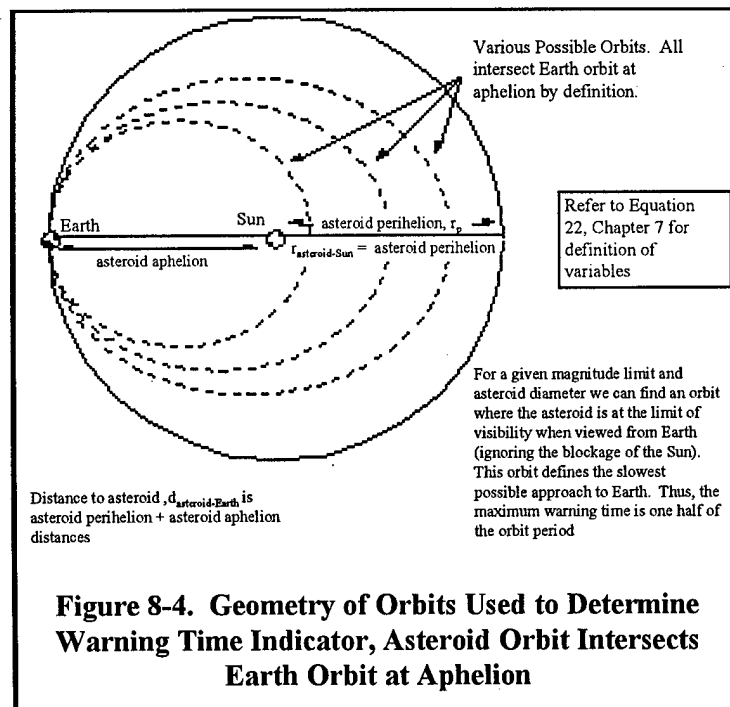 Various Possible Orbits. All
intersect Earth orbit at
aphelion by definition.
Earth
Sun
asteroid perihelion, rp
asteroid aphelion
rasteroid-Sun = asteroid perihelion
Refer to Equation
22, Chapter 7 for
definition of
variables
For a given magnitude limit and
asteroid diameter we can find an orbit
where the asteroid is at the limit of
visibility when viewed from Earth
(ignoring the blockage of the Sun).
This orbit defines the slowest
possible approach to Earth. Thus, the
maximum warning time is one half of
the orbit period
Distance to asteroid ,dasteroid-Earth is
asteroid perihelion + asteroid aphelion
distances
Figure 8-4. Geometry of Orbits Used to Determine
Warning Time Indicator, Asteroid Orbit Intersects
Earth Orbit at Aphelion